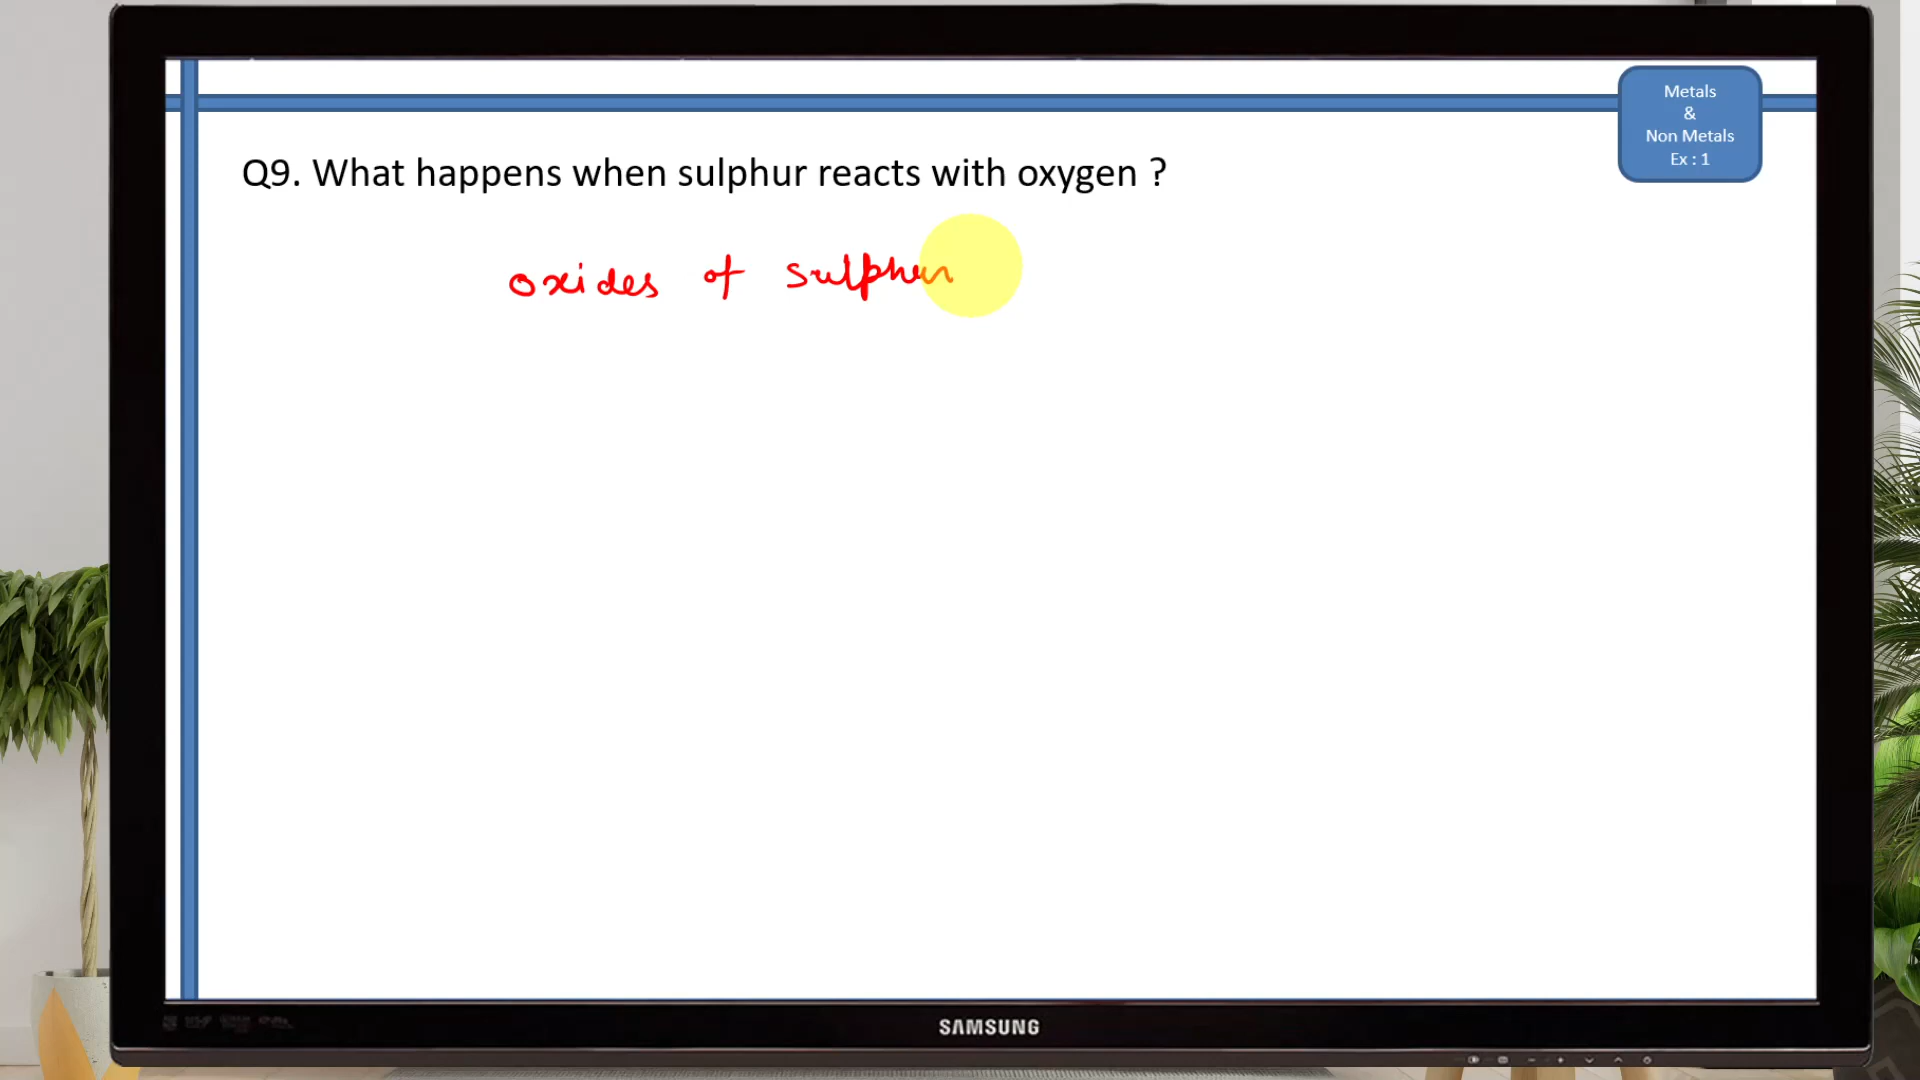 Metals
&
Non Metals
Ex : 1
Q9. What happens when sulphur reacts with oxygen ?
oxides of sulphur
SAMSUNG